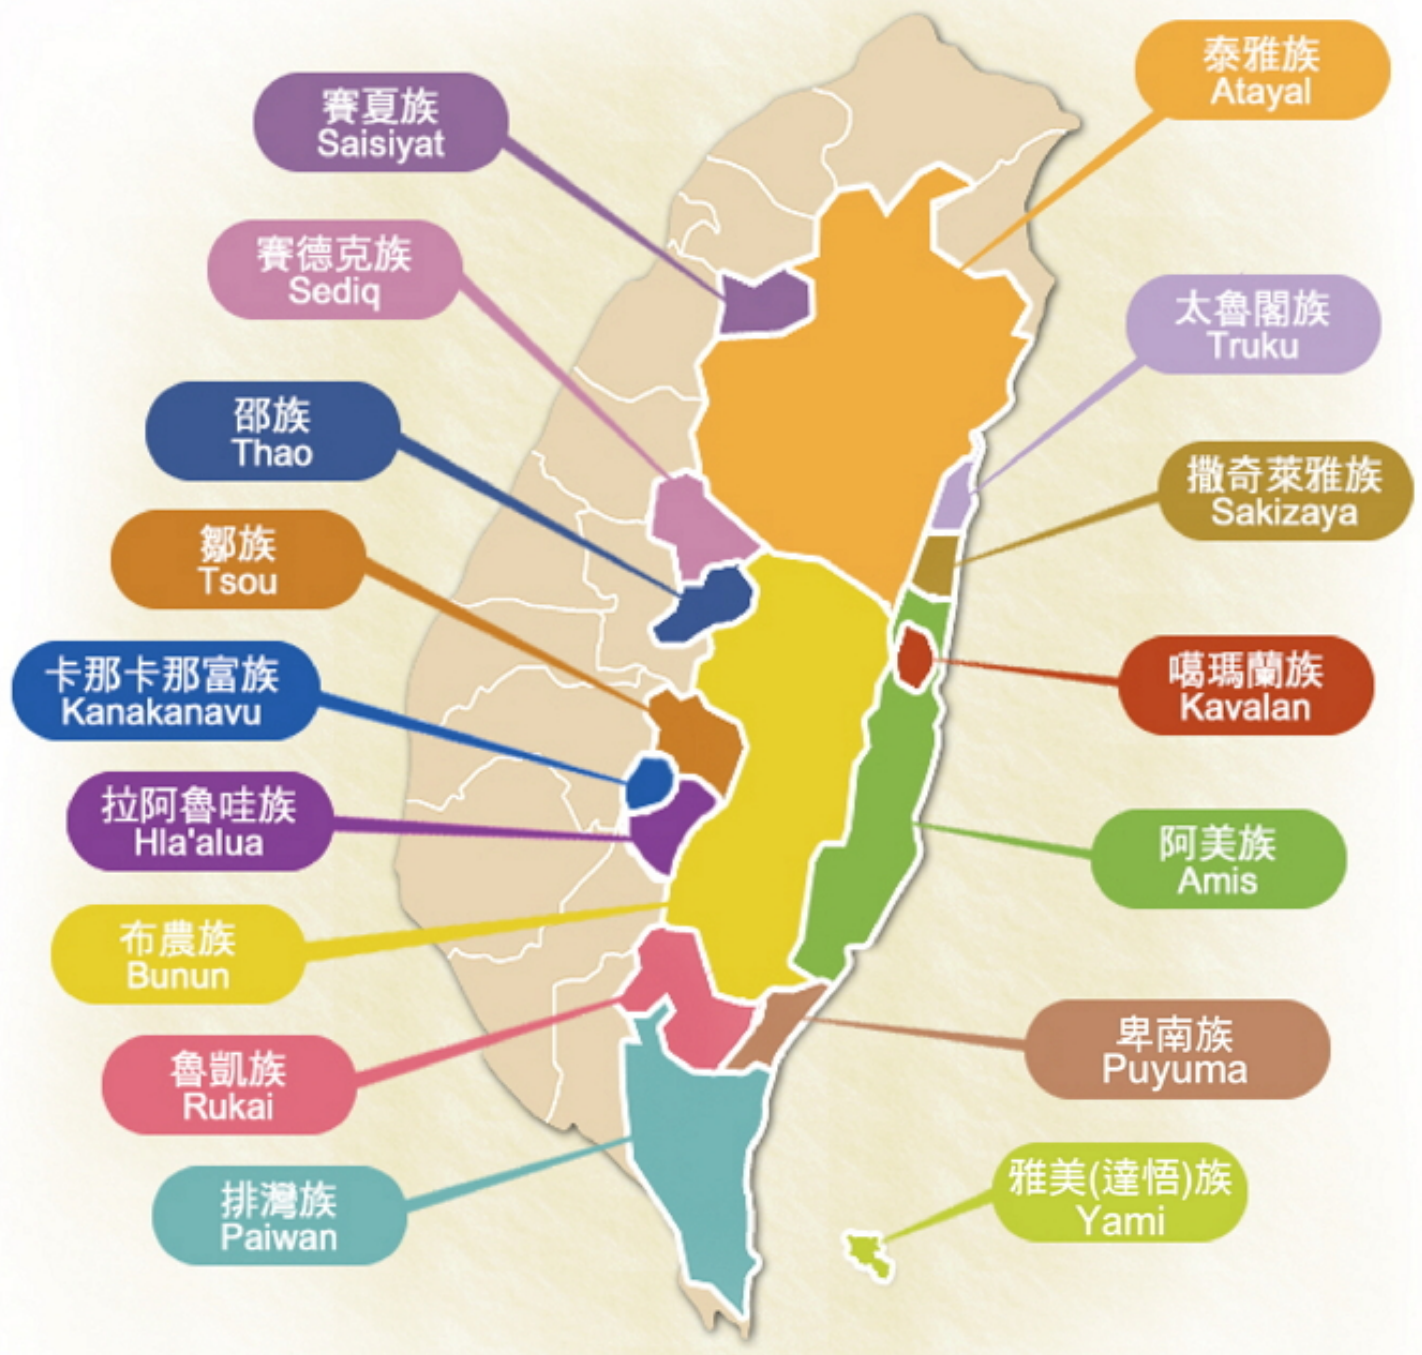 賽夏族
Saisiyat
賽德克族
Sediq
邵族
Thao
鄒族
Tsou
卡那卡那富族
Kanakanavu
拉阿魯哇族
Hla'alua
布農族
Bunun
魯凱族
Rukai
排灣族
Paiwan
泰雅族
Atayal
太魯閣族
Truku
撒奇萊雅族
Sakizaya
噶瑪蘭族
Kavalan
阿美族
Amis
卑南族
Puyuma
雅美(達悟)族
Yami